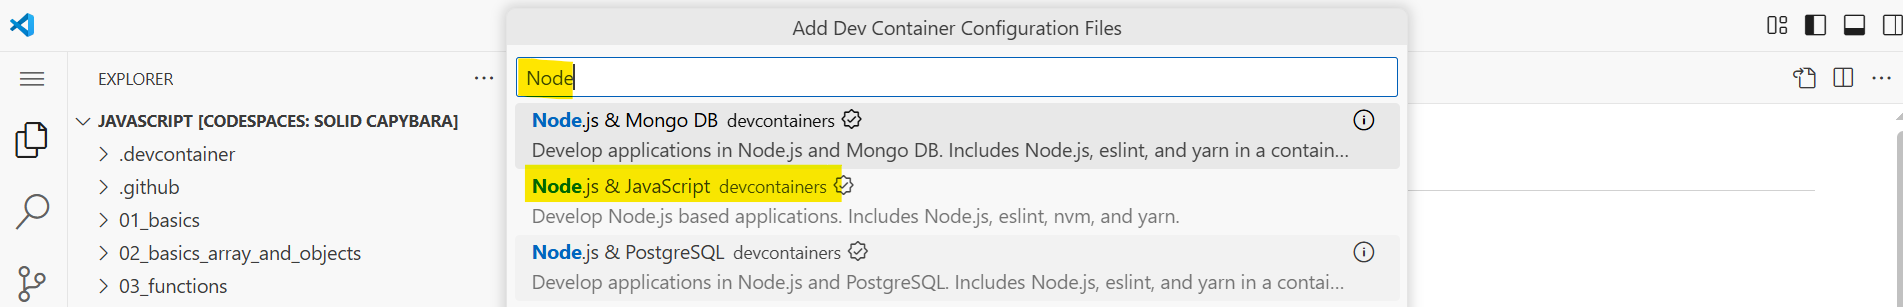 Add Dev Container Configuration Files
EXPLORER
JAVASCRIPT [CODESPACES: SOLID CAPYBARA]
.devcontainer
.github
01_basics
02_basics_array_and_objects
03_functions
Node
Node.js & Mongo DB devcontainers
Develop applications in Node.js and Mongo DB. Includes Node.js, eslint, and yarn in a contain...
Node.js & JavaScript devcontainers
Develop Node.js based applications. Includes Node.js, eslint, nvm, and yarn.
Node.js & PostgreSQL devcontainers
Develop applications in Node.js and PostgreSQL. Includes Node.js, eslint, and yarn in a contai...